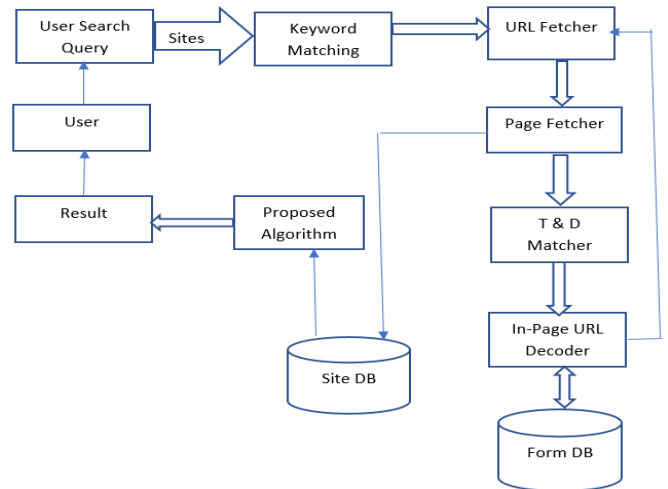 User Search
Query
Sites
Keyword
Matching
URL Fetcher
User
Page Fetcher
Result
Proposed
Algorithm
T & D
Matcher
In-Page URL
Decoder
Site DB
Form DB